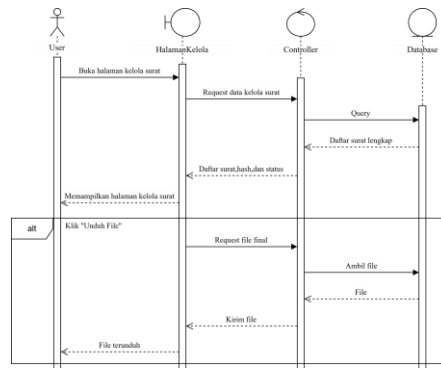 User
HalamanKelola
Controller
Database
Buka halaman kelola surat
Request data kelola surat
Query
Daftar surat lengkap
Daftar surat,hash,dan status
Memampilkan halaman kelola surat
alt
Klik "Unduh File"
Request file final
Ambil file
File
Kirim file
File terunduh